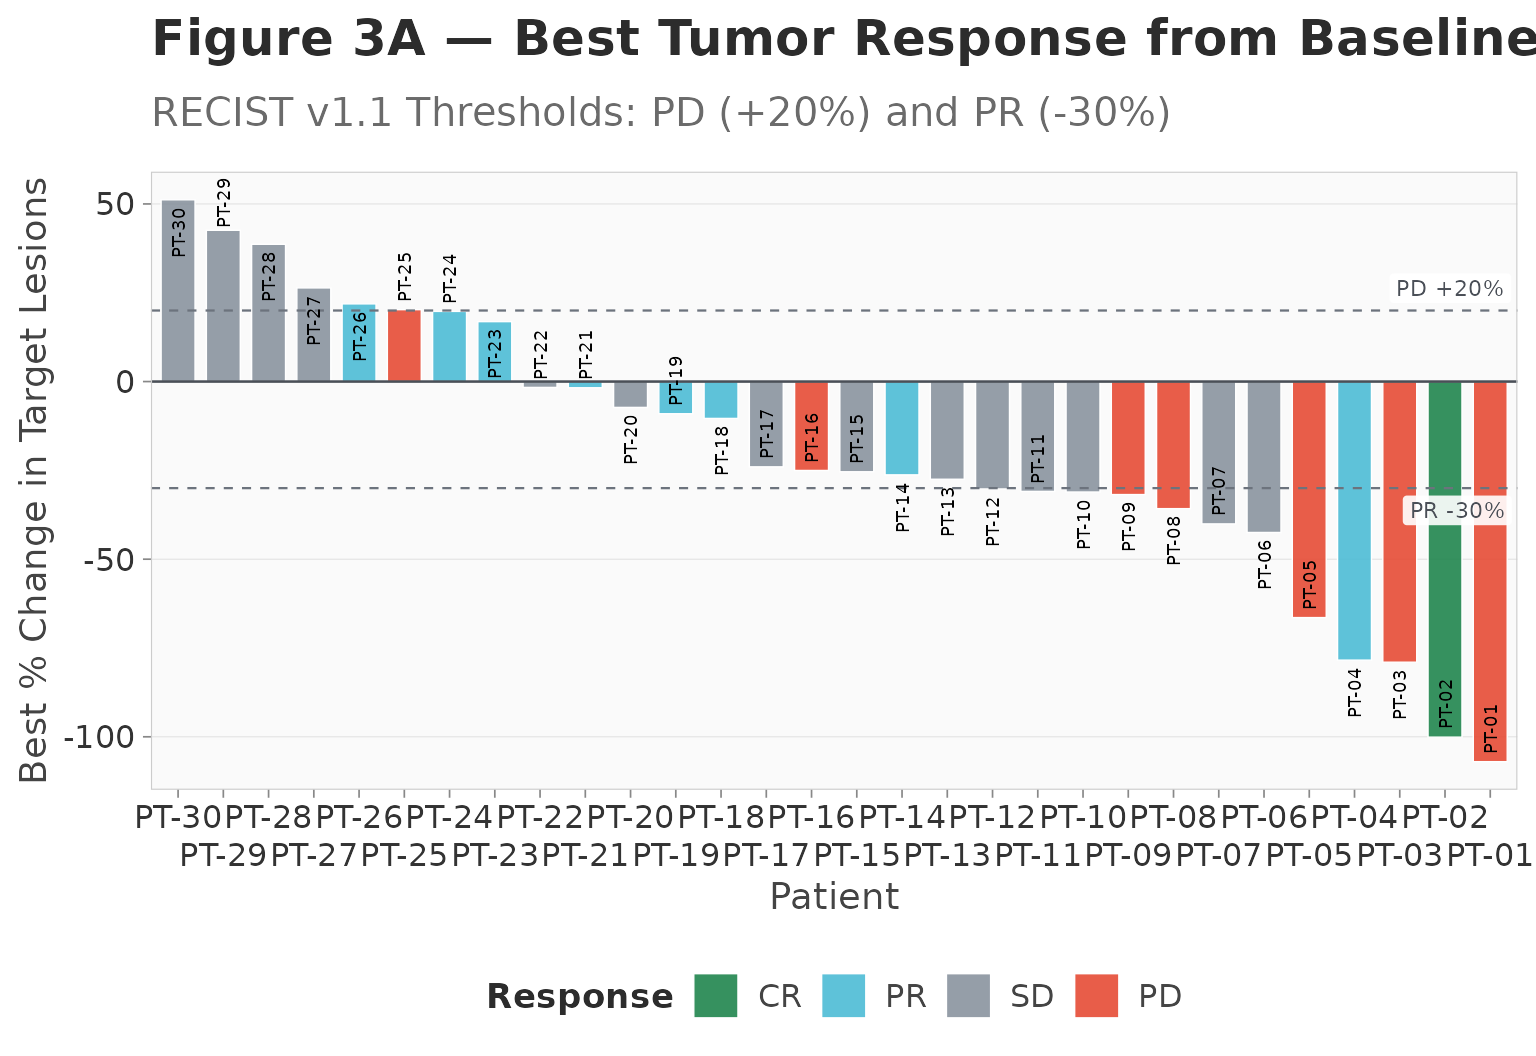 Figure 3A — Best Tumor Response from Baseline
RECIST v1.1 Thresholds: PD (+20%) and PR (-30%)
Best % Change in Target Lesions
50
0
-50
-100
PD +20%
PR -30%
PT-30
PT-29
PT-28
PT-27
PT-26
PT-25
PT-24
PT-23
PT-22
PT-21
PT-20
PT-19
PT-18
PT-17
PT-16
PT-15
PT-14
PT-13
PT-12
PT-11
PT-10
PT-09
PT-08
PT-07
PT-06
PT-05
PT-04
PT-03
PT-02
PT-01
PT-30 PT-28 PT-26 PT-24 PT-22 PT-20 PT-18 PT-16 PT-14 PT-12 PT-10 PT-08 PT-06 PT-04 PT-02
PT-29 PT-27 PT-25 PT-23 PT-21 PT-19 PT-17 PT-15 PT-13 PT-11 PT-09 PT-07 PT-05 PT-03 PT-01
Patient
Response CR PR SD PD